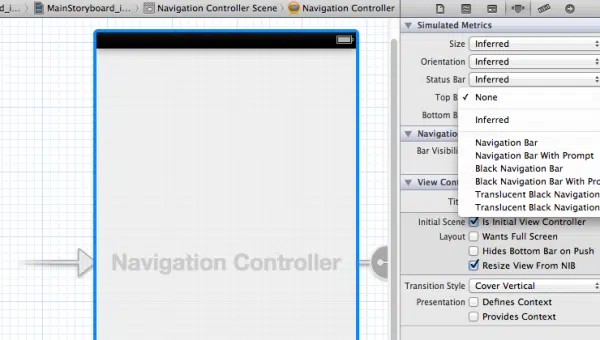 MainStoryboard_i... Navigation Controller Scene Navigation Controller
Simulated Metrics
Size Inferred
Orientation Inferred
Status Bar Inferred
Top B ✓ None
Bottom B
Inferred
Navigation
Bar Visibili
Navigation Bar
Navigation Bar With Prompt
Black Navigation Bar
Black Navigation Bar With Pro
Translucent Black Navigation
Translucent Black Navigation
View Cont
Tit
Initial Scene Is Initial View Controller
Layout Wants Full Screen
Hides Bottom Bar on Push
Resize View From NIB
Transition Style Cover Vertical
Presentation Defines Context
Provides Context
Navigation Controller